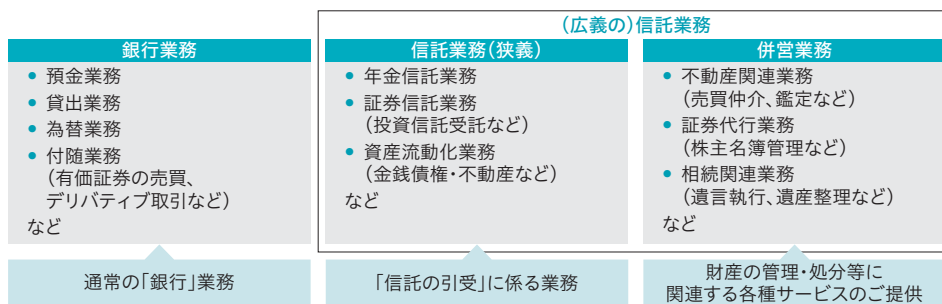 (広義の)信託業務
銀行業務
● 預金業務
● 貸出業務
● 為替業務
● 付随業務
(有価証券の売買、
デリバティブ取引など)
など
通常の「銀行」業務
信託業務(狭義)
● 年金信託業務
● 証券信託業務
(投資信託受託など)
● 資産流動化業務
(金銭債権・不動産など)
など
「信託の引受」に係る業務
併営業務
● 不動産関連業務
(売買仲介、鑑定など)
● 証券代行業務
(株主名簿管理など)
● 相続関連業務
(遺言執行、遺産整理など)
など
財産の管理・処分等に
関連する各種サービスのご提供